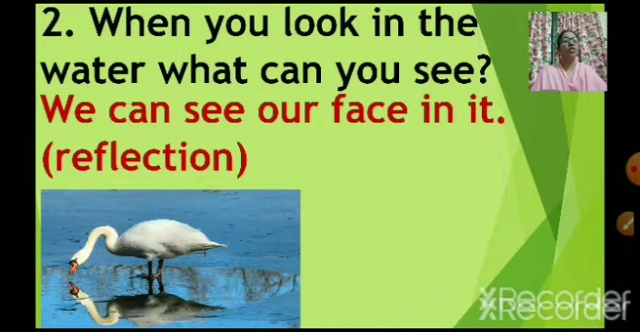 2. When you look in the
water what can you see?
We can see our face in it.
(reflection)
XRecorder
XRecorder